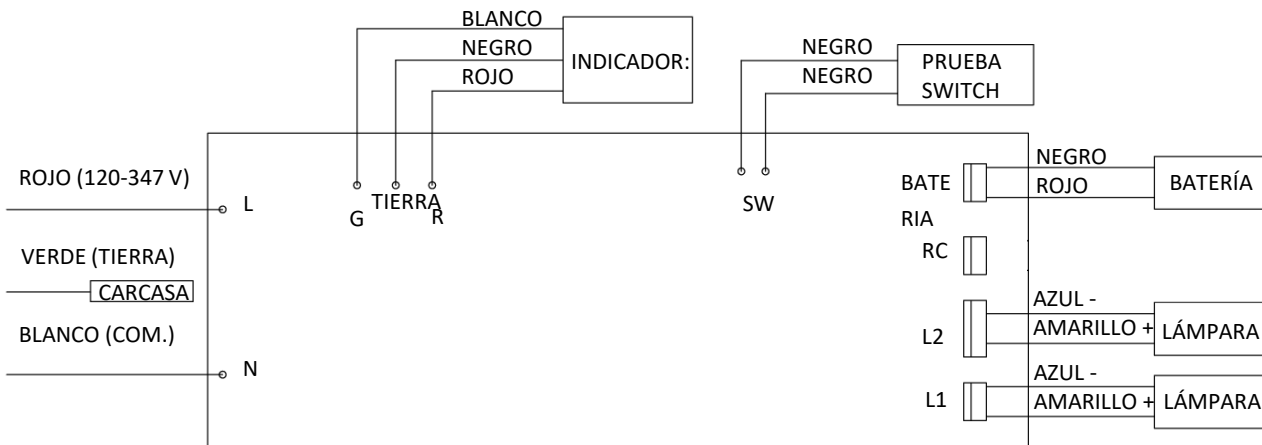 BLANCO
NEGRO
ROJO
INDICADOR:
NEGRO
NEGRO
PRUEBA
SWITCH
ROJO (120-347 V)
L
VERDE (TIERRA)
CARCASA
BLANCO (COM.)
N
G
TIERRA
R
SW
BATE
RIA
NEGRO
ROJO
BATERÍA
RC
L2
AZUL -
AMARILLO +
LÁMPARA
L1
AZUL -
AMARILLO +
LÁMPARA